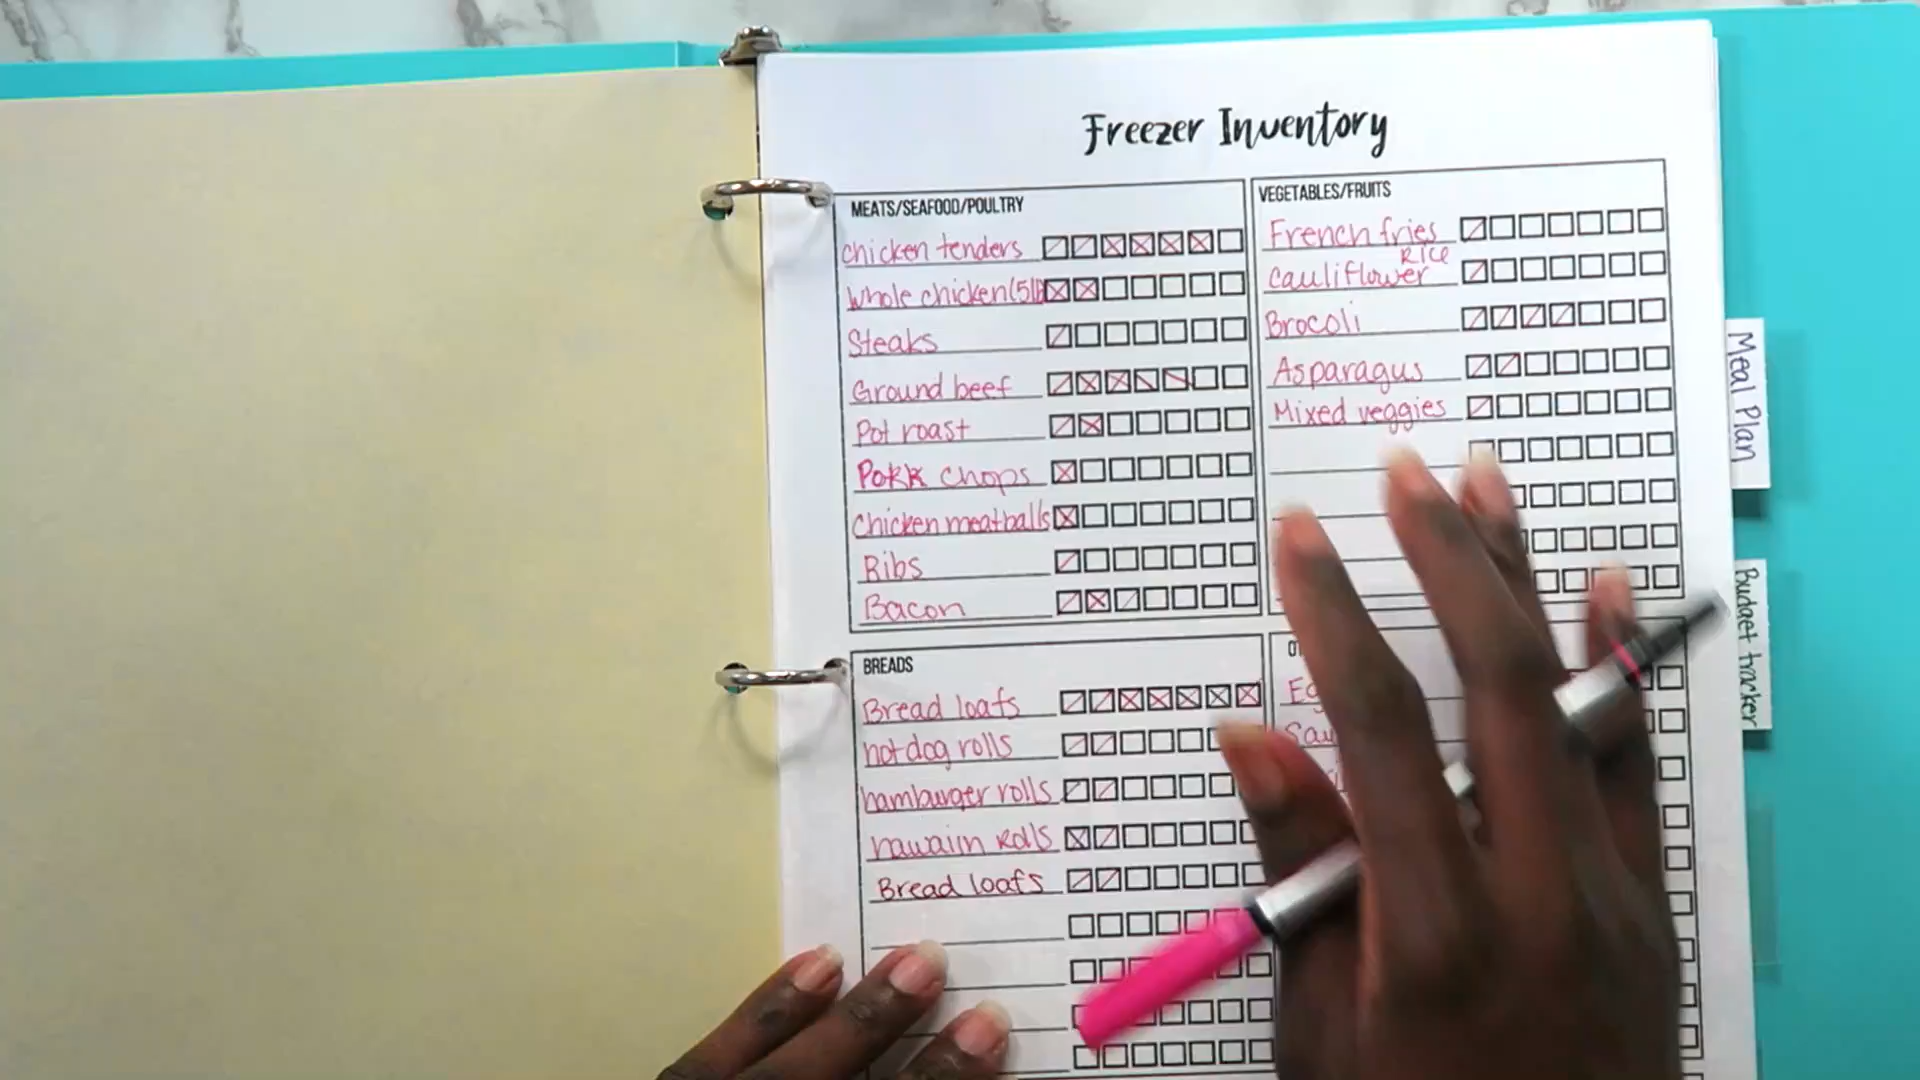 Freezer Inventory
MEATS/SEAFOOD/POULTRY
chicken tenders
Whole chicken(5lb
Steaks
Ground beef
Pot roast
Pokk chops
Chicken meatballs
Ribs
Bacon
VEGETABLES/FRUITS
French fries
Rice
cauliflower
Brocoli
Asparagus
Mixed veggies
BREADS
Bread loafs
hotdog rolls
hamburger rolls
hawaiin Rolls
Bread loafs
Meal Plan
Budget tracker